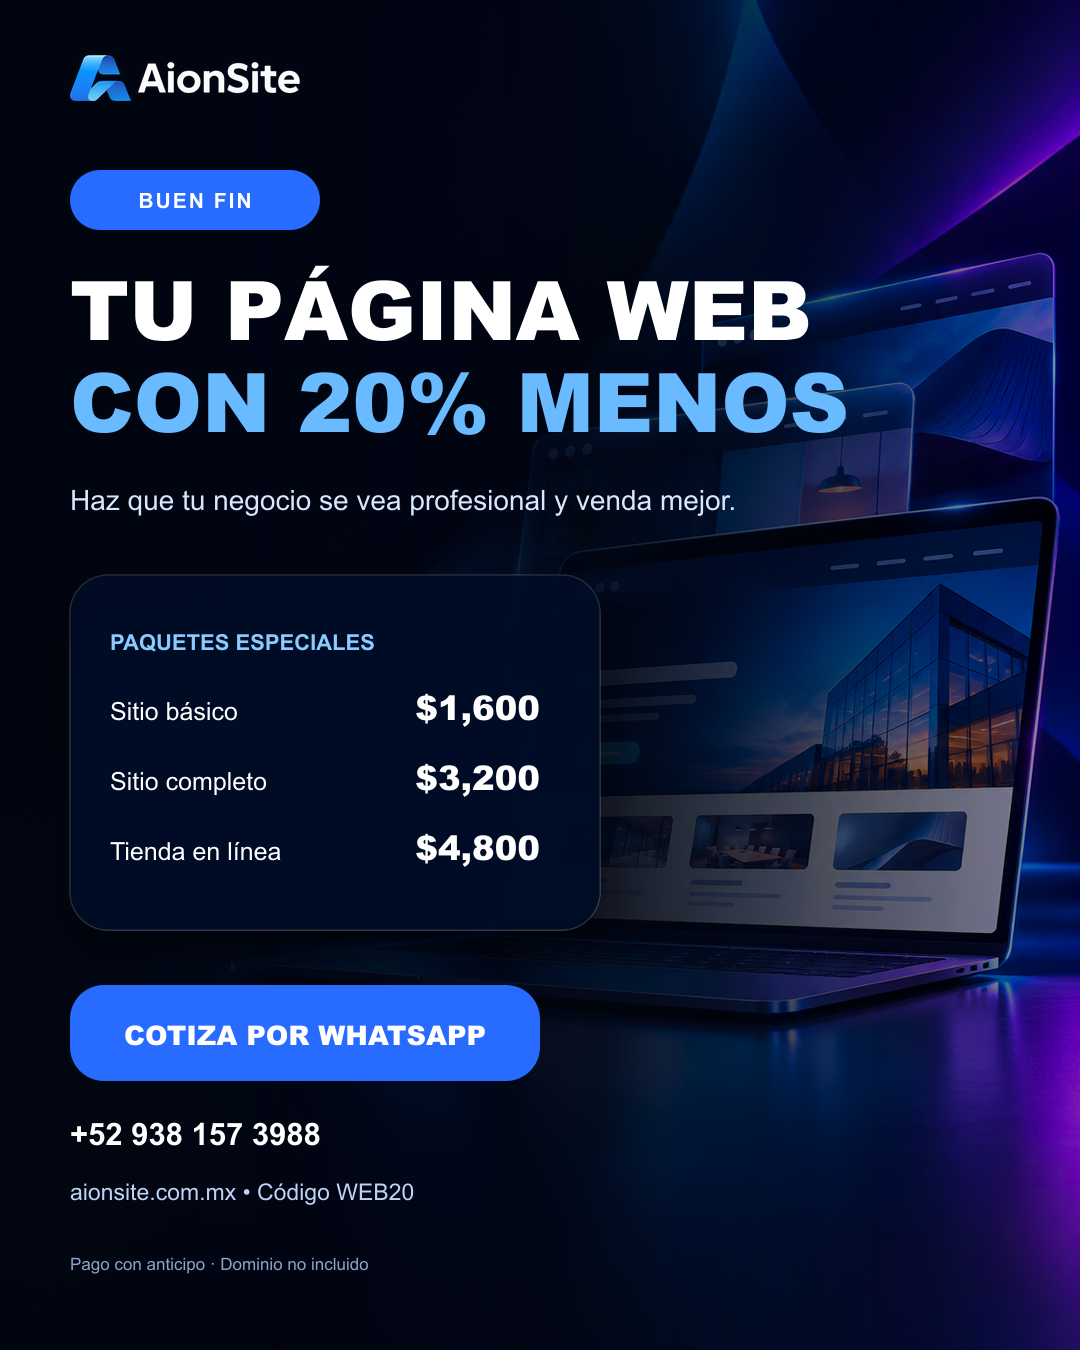 AionSite
BUEN FIN
TU PÁGINA WEB
CON 20% MENOS
Haz que tu negocio se vea profesional y venda mejor.
PAQUETES ESPECIALES
Sitio básico $1,600
Sitio completo $3,200
Tienda en línea $4,800
COTIZA POR WHATSAPP
+52 938 157 3988
aionsite.com.mx • Código WEB20
Pago con anticipo · Dominio no incluido